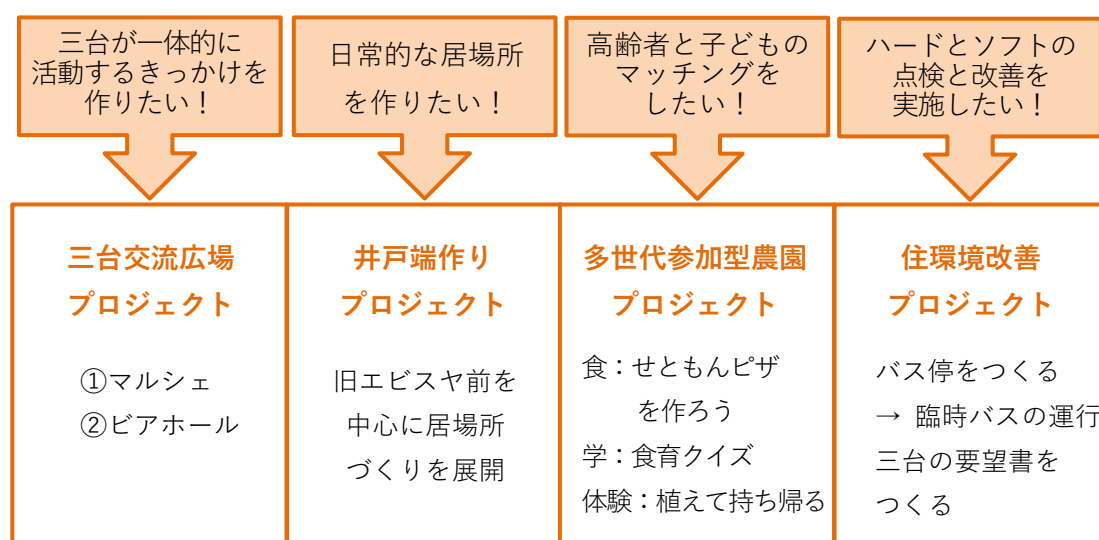 三台が一体的に
活動するきっかけを
作りたい！
日常的な居場所
を作りたい！
高齢者と子どもの
マッチングを
したい！
ハードとソフトの
点検と改善を
実施したい！
三台交流広場
プロジェクト
①マルシェ
②ビアホール
井戸端作り
プロジェクト
旧エビスヤ前を
中心に居場所
づくりを展開
多世代参加型農園
プロジェクト
食：せともんピザ
を作ろう
学：食育クイズ
体験：植えて持ち帰る
住環境改善
プロジェクト
バス停をつくる
→ 臨時バスの運行
三台の要望書を
つくる